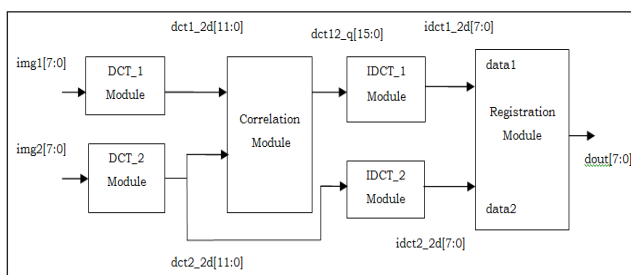 dct1_2d[11:0]
dct12_q[15:0]
idct1_2d[7:0]
img1[7:0]
DCT_1
Module
Correlation
Module
IDCT_1
Module
data1
Registration
Module
img2[7:0]
DCT_2
Module
IDCT_2
Module
dout[7:0]
data2
dct2_2d[11:0]
idct2_2d[7:0]